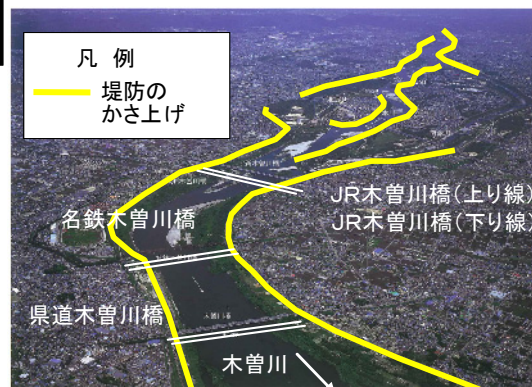 凡 例
堤防の
かさ上げ
JR木曽川橋(上り線)
JR木曽川橋(下り線)
名鉄木曽川橋
県道木曽川橋
木曽川